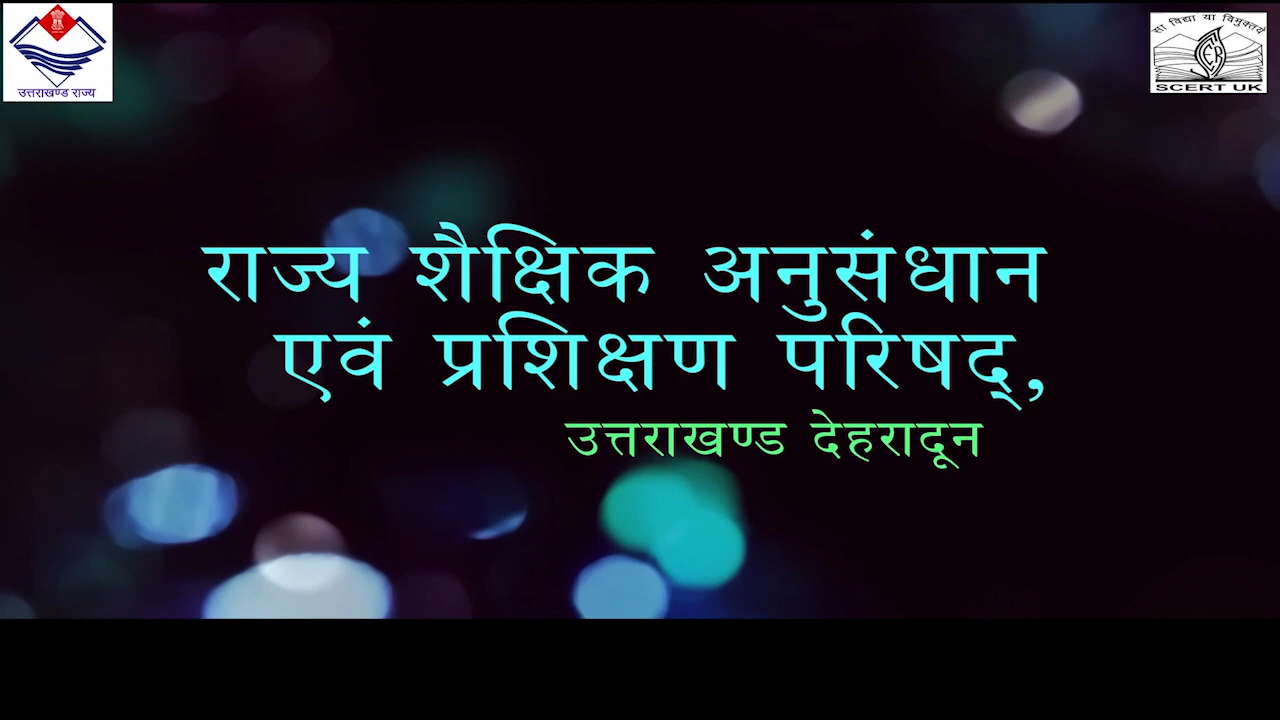 उत्तराखण्ड राज्य
सा विद्या या विमुक्तये
SCERT UK
राज्य शैक्षिक अनुसंधान
एवं प्रशिक्षण परिषद्,
उत्तराखण्ड देहरादून